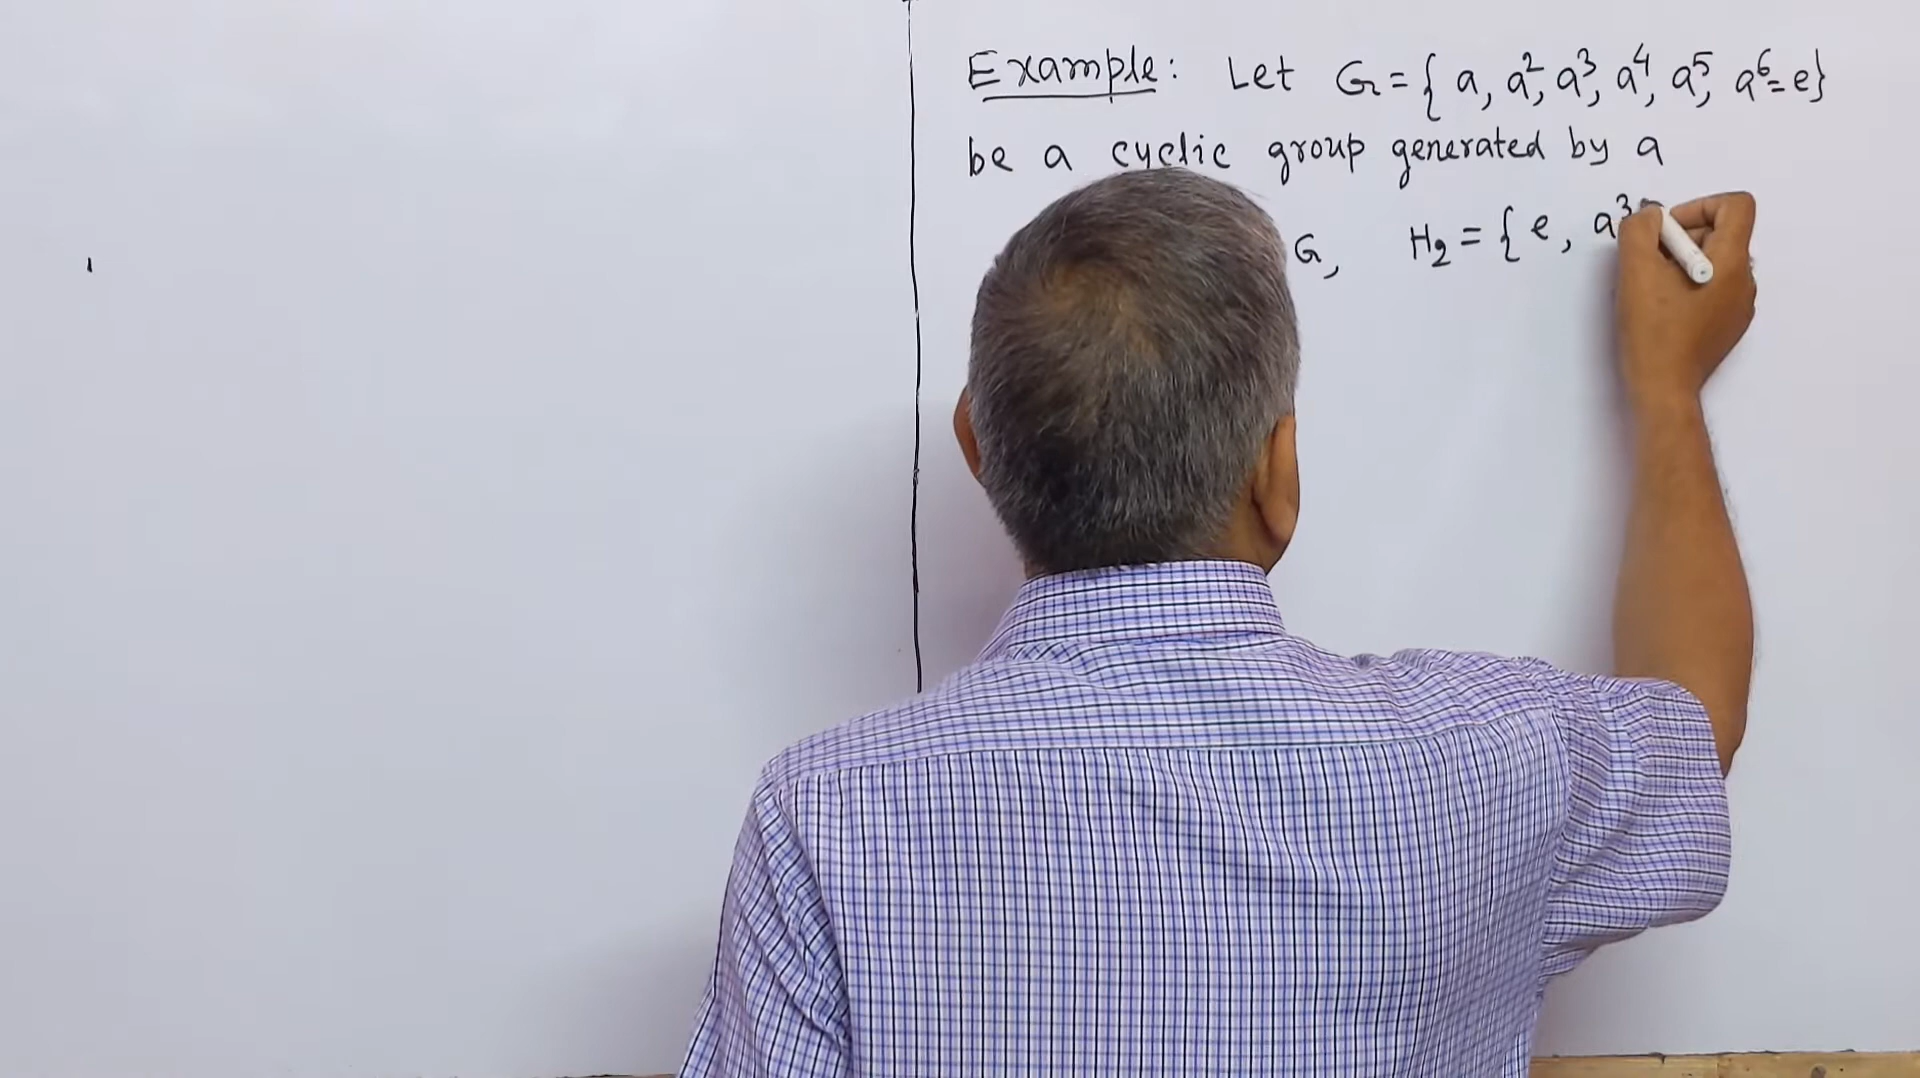 Example: Let G = { a, a², a³, a⁴, a⁵, a⁶ = e}
be a cyclic group generated by a
G, H₂ = { e, a³